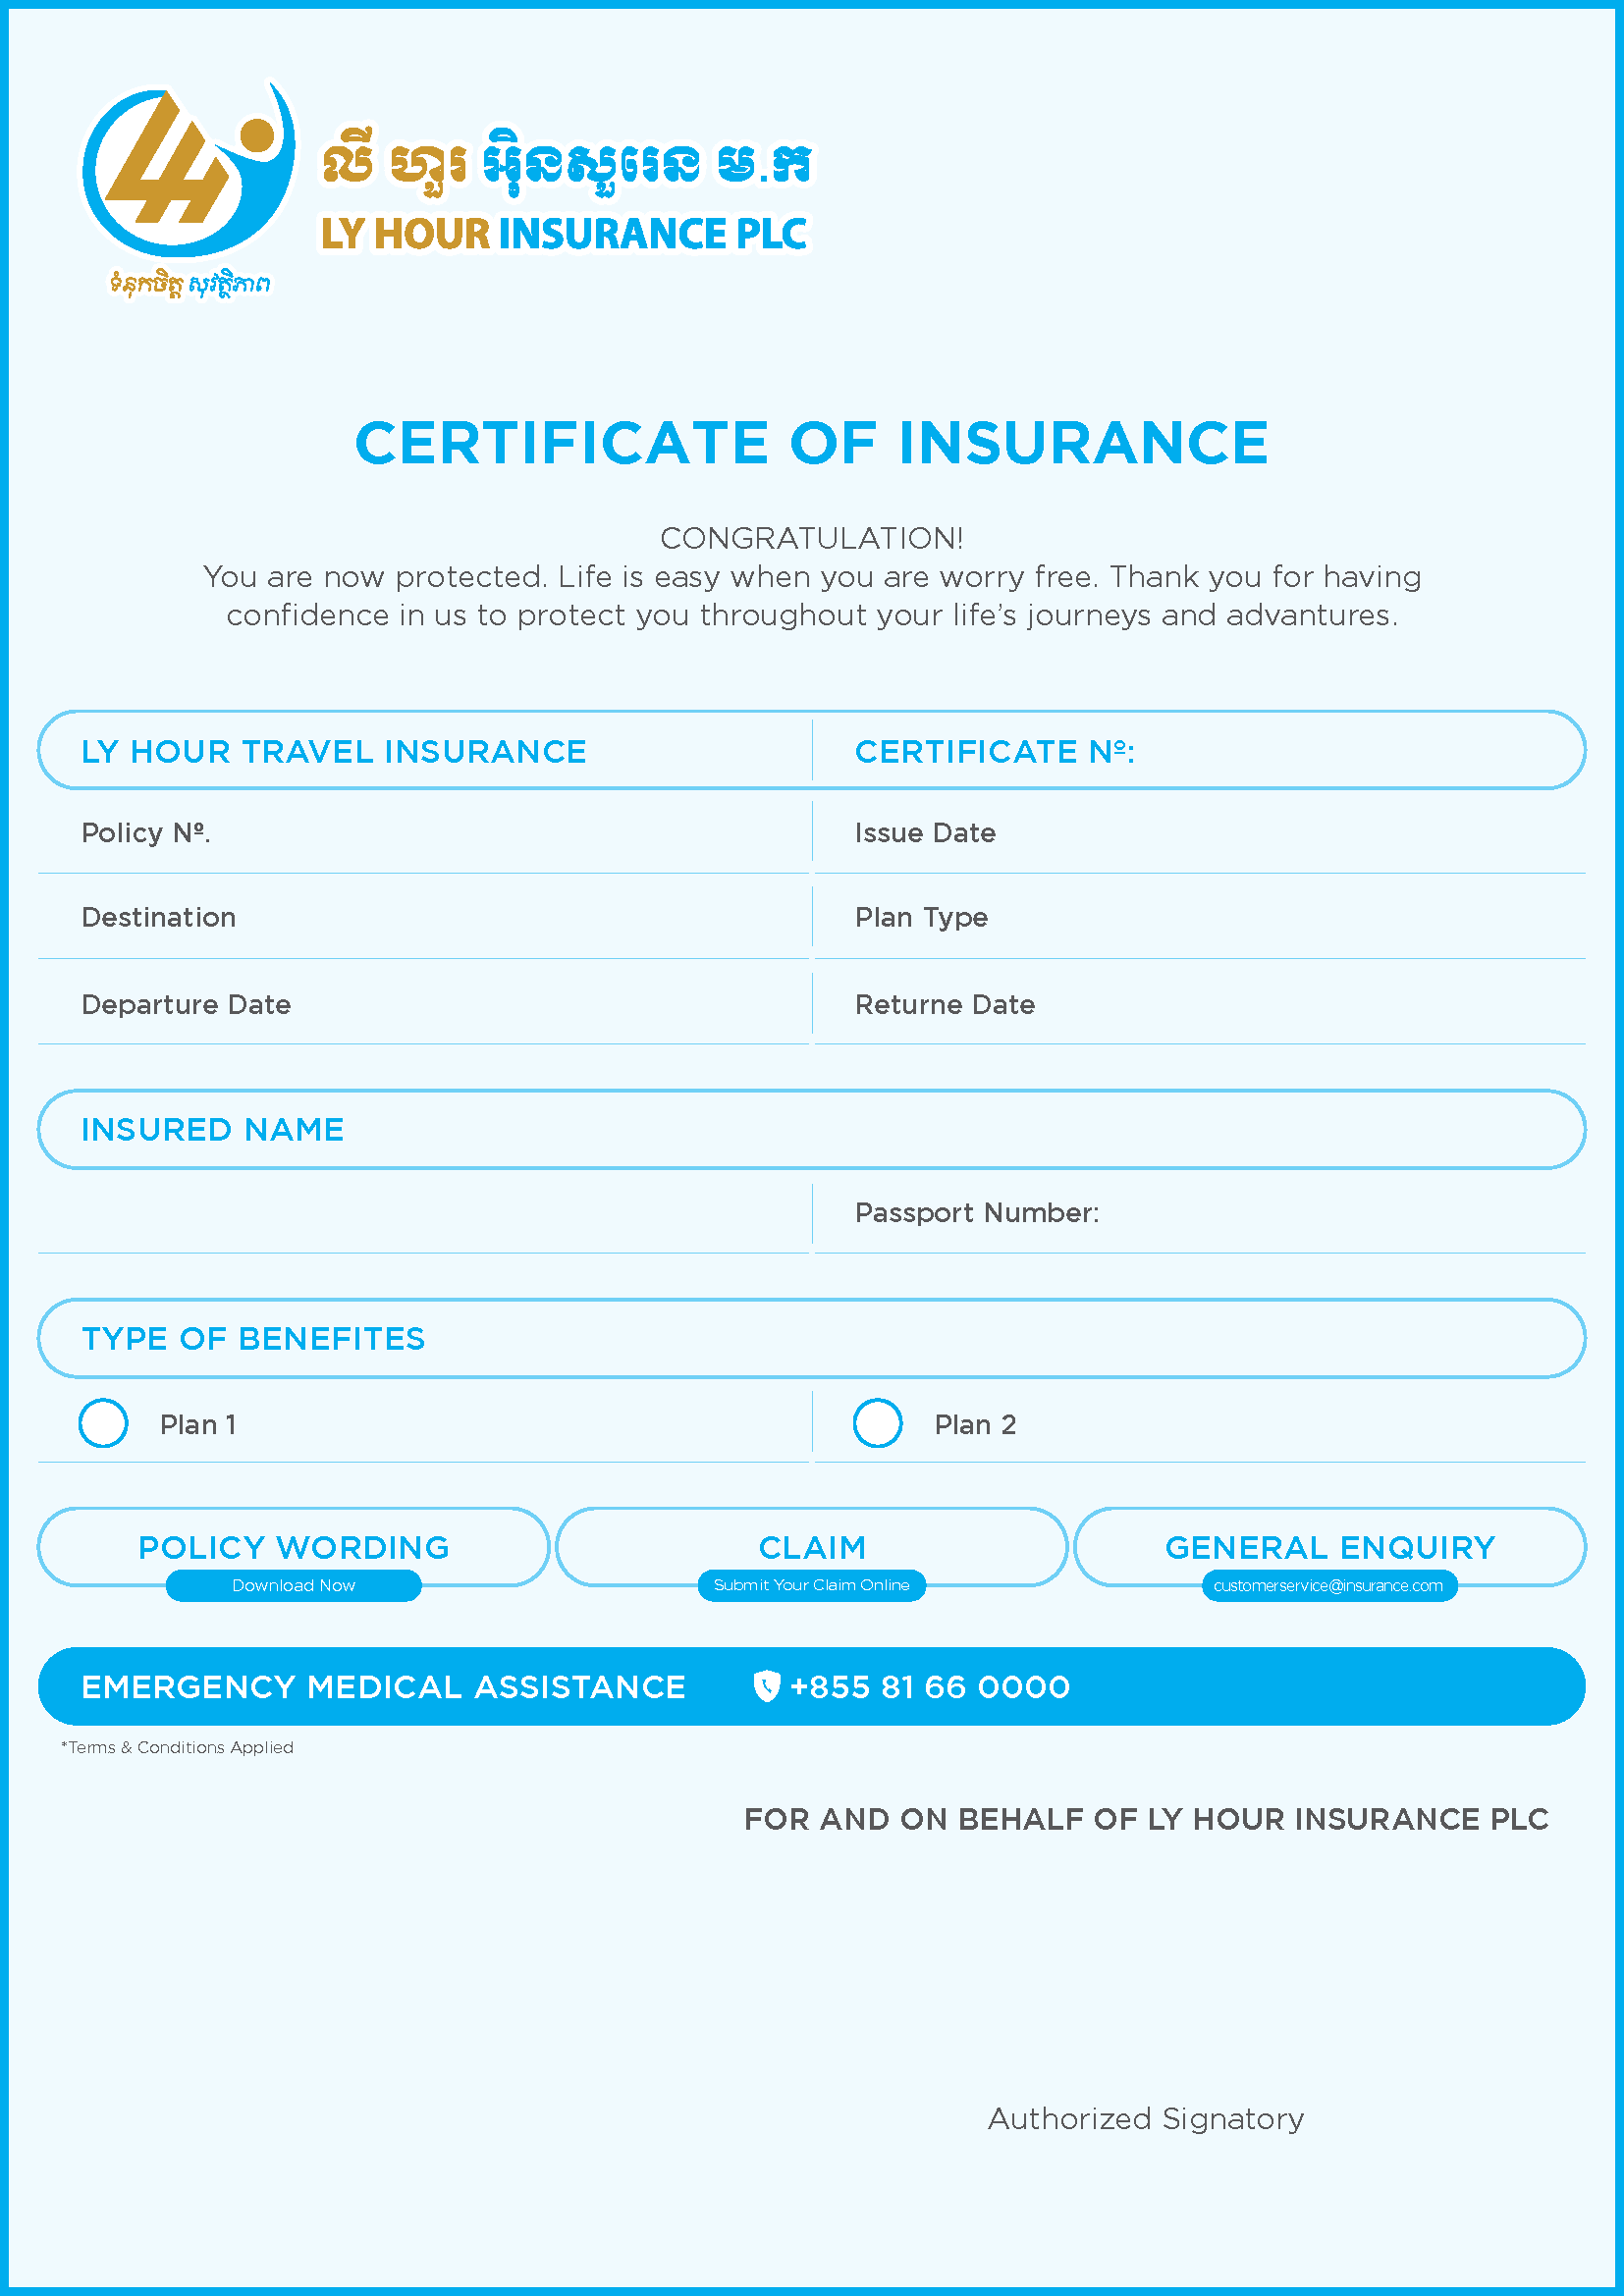 លី ហួរ អ៊ិនសួរេន ម.ក
LY HOUR INSURANCE PLC
ទំនុកចិត្ត សុវត្ថិភាព
CERTIFICATE OF INSURANCE
CONGRATULATION!
You are now protected. Life is easy when you are worry free. Thank you for having
confidence in us to protect you throughout your life’s journeys and advantures.
LY HOUR TRAVEL INSURANCE
CERTIFICATE Nº:
Policy Nº.
Issue Date
Destination
Plan Type
Departure Date
Returne Date
INSURED NAME
Passport Number:
TYPE OF BENEFITES
Plan 1
Plan 2
POLICY WORDING
Download Now
CLAIM
Submit Your Claim Online
GENERAL ENQUIRY
customerservice@insurance.com
EMERGENCY MEDICAL ASSISTANCE
+855 81 66 0000
*Terms & Conditions Applied
FOR AND ON BEHALF OF LY HOUR INSURANCE PLC
Authorized Signatory